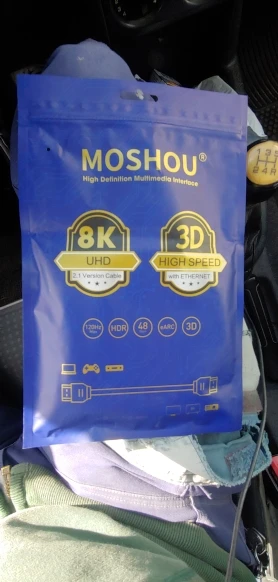 MOSHOU®
High Definition Multimedia Interface
8K
UHD
2.1 Version Cable
3D
HIGH SPEED
with ETHERNET
120Hz
HDR
48
eARC
3D